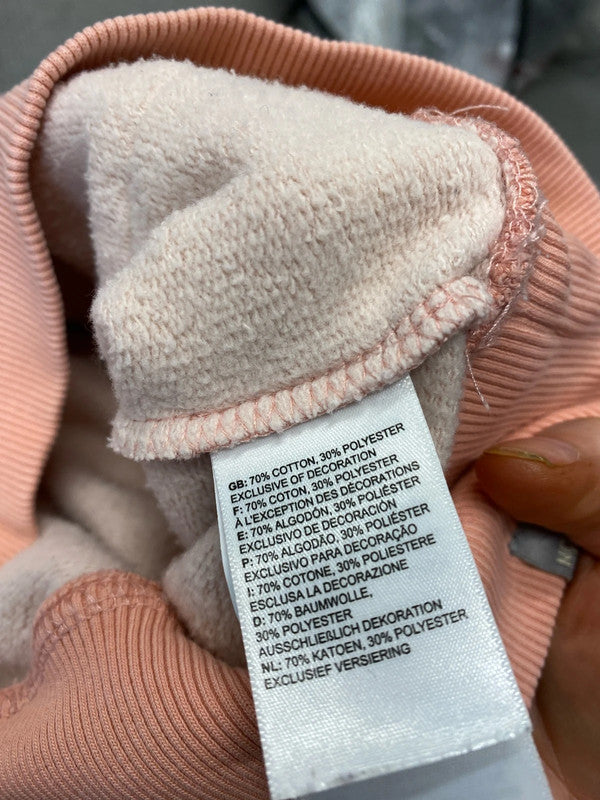 GB: 70% COTTON, 30% POLYESTER
EXCLUSIVE OF DECORATION
F: 70% COTON, 30% POLYESTER
À L'EXCEPTION DES DÉCORATIONS
E: 70% ALGODÓN, 30% POLIÉSTER
EXCLUSIVO DE DECORACIÓN
P: 70% ALGODÃO, 30% POLIÉSTER
EXCLUSIVO PARA DECORAÇÃO
I: 70% COTONE, 30% POLIESTERE
ESCLUSA LA DECORAZIONE
D: 70% BAUMWOLLE,
30% POLYESTER
AUSSCHLIEßLICH DEKORATION
NL: 70% KATOEN, 30% POLYESTER
EXCLUSIEF VERSIERING